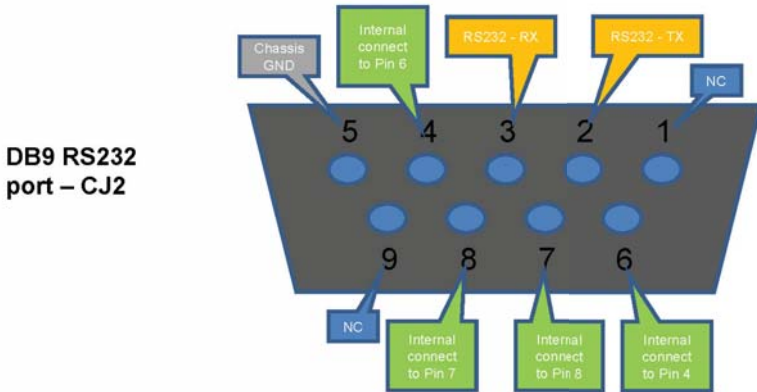 Internal
connect
to Pin 6
RS232 - RX
RS232 - TX
Chassis
GND
NC
DB9 RS232
port – CJ2
5 4 3 2 1
9 8 7 6
NC
Internal
connect
to Pin 7
Internal
connect
to Pin 8
Internal
connect
to Pin 4